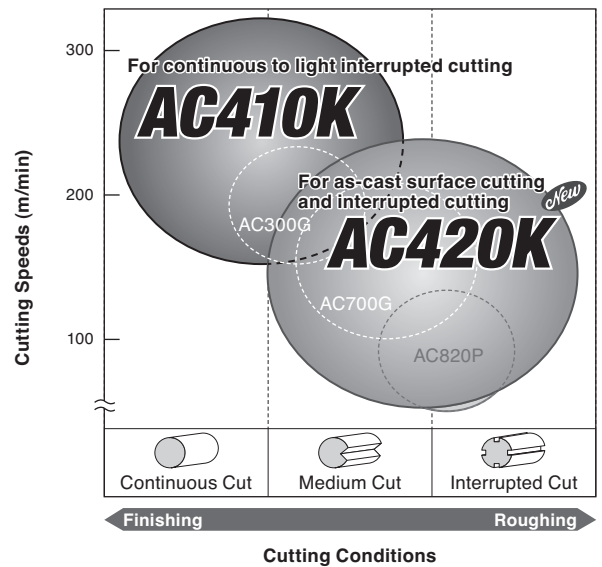 Cutting Speeds (m/min)
300
200
100
For continuous to light interrupted cutting
AC410K
For as-cast surface cutting
and interrupted cutting
New
AC420K
AC300G
AC700G
AC820P
Continuous Cut
Medium Cut
Interrupted Cut
Finishing
Roughing
Cutting Conditions